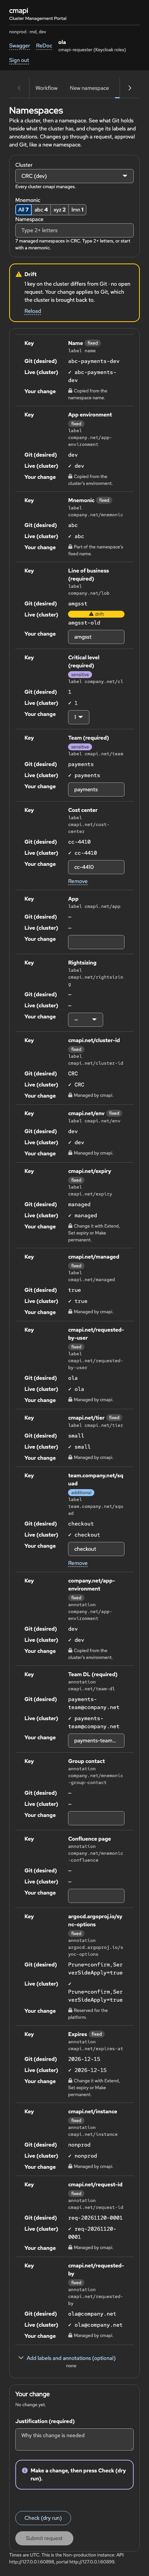 cmapi
Cluster Management Portal
nonprod · md, dev
Swagger
ReDoc
ola
cmapi-requester (Keycloak roles)
Sign out
Workflow
New namespace
Namespaces
Pick a cluster, then a namespace. See what Git holds
beside what the cluster has, and change its labels and
annotations. Changes go through a request, approval
and Git, like a new namespace.
Cluster
CRC (dev)
Every cluster cmapi manages.
Mnemonic
All 7
abc 4
xyz 2
lmn 1
Namespace
Type 2+ letters
7 managed namespaces in CRC. Type 2+ letters, or start
with a mnemonic.
Drift
1 key on the cluster differs from Git - no request
was open. Your change applies to Git, which
the cluster is brought back to.
Reload
Key
Name fixed
label name
Git (desired)
abc-payments-dev
Live (cluster)
✓ abc-payments-
dev
Your change
Copied from the
namespace name.
Key
App environment
fixed
label
company.net/app-
environment
Git (desired)
dev
Live (cluster)
✓ dev
Your change
Copied from the
cluster's environment.
Key
Mnemonic fixed
label
company.net/mnemonic
Git (desired)
abc
Live (cluster)
✓ abc
Your change
Part of the namespace's
fixed name.
Key
Line of business
(required)
label
company.net/lob
Git (desired)
amgsst
Live (cluster)
drift
amgsst-old
Your change
amgsst
Key
Critical level
(required)
sensitive
label company.net/cl
Git (desired)
1
Live (cluster)
✓ 1
Your change
1
Key
Team (required)
sensitive
label cmapi.net/team
Git (desired)
payments
Live (cluster)
✓ payments
Your change
payments
Key
Cost center
label
cmapi.net/cost-
center
Git (desired)
cc-4410
Live (cluster)
✓ cc-4410
Your change
cc-4410
Remove
Key
App
label cmapi.net/app
Git (desired)
—
Live (cluster)
—
Your change
Key
Rightsizing
label
cmapi.net/rightsizin
g
Git (desired)
—
Live (cluster)
—
Your change
—
Key
cmapi.net/cluster-id
fixed
label
cmapi.net/cluster-id
Git (desired)
CRC
Live (cluster)
✓ CRC
Your change
Managed by cmapi.
Key
cmapi.net/env fixed
label cmapi.net/env
Git (desired)
dev
Live (cluster)
✓ dev
Your change
Managed by cmapi.
Key
cmapi.net/expiry
fixed
label
cmapi.net/expiry
Git (desired)
managed
Live (cluster)
✓ managed
Your change
Change it with Extend,
Set expiry or Make
permanent.
Key
cmapi.net/managed
fixed
label
cmapi.net/managed
Git (desired)
true
Live (cluster)
✓ true
Your change
Managed by cmapi.
Key
cmapi.net/requested-
by-user
fixed
label
cmapi.net/requested-
by-user
Git (desired)
ola
Live (cluster)
✓ ola
Your change
Managed by cmapi.
Key
cmapi.net/tier fixed
label cmapi.net/tier
Git (desired)
small
Live (cluster)
✓ small
Your change
Managed by cmapi.
Key
team.company.net/sq
uad
additional
label
team.company.net/squ
ad
Git (desired)
checkout
Live (cluster)
✓ checkout
Your change
checkout
Remove
Key
company.net/app-
environment
fixed
annotation
company.net/app-
environment
Git (desired)
dev
Live (cluster)
✓ dev
Your change
Copied from the
cluster's environment.
Key
Team DL (required)
annotation
cmapi.net/team-dl
Git (desired)
payments-
team@company.net
Live (cluster)
✓ payments-
team@company.net
Your change
payments-team...
Key
Group contact
annotation
company.net/mnemonic
-group-contact
Git (desired)
—
Live (cluster)
—
Your change
Key
Confluence page
annotation
company.net/mnemonic
-confluence
Git (desired)
—
Live (cluster)
—
Your change
Key
argocd.argoproj.io/sy
nc-options
fixed
annotation
argocd.argoproj.io/s
ync-options
Git (desired)
Prune=confirm,Ser
verSideApply=true
Live (cluster)
✓
Prune=confirm,Ser
verSideApply=true
Your change
Reserved for the
platform.
Key
Expires fixed
annotation
cmapi.net/expires-at
Git (desired)
2026-12-15
Live (cluster)
✓ 2026-12-15
Your change
Change it with Extend,
Set expiry or Make
permanent.
Key
cmapi.net/instance
fixed
annotation
cmapi.net/instance
Git (desired)
nonprod
Live (cluster)
✓ nonprod
Your change
Managed by cmapi.
Key
cmapi.net/request-id
fixed
annotation
cmapi.net/request-id
Git (desired)
req-20261120-0001
Live (cluster)
✓ req-20261120-
0001
Your change
Managed by cmapi.
Key
cmapi.net/requested-
by
fixed
annotation
cmapi.net/requested-
by
Git (desired)
ola@company.net
Live (cluster)
✓ ola@company.net
Your change
Managed by cmapi.
Add labels and annotations (optional)
none
Your change
No change yet.
Justification (required)
Why this change is needed
Make a change, then press Check (dry
run).
Check (dry run)
Submit request
Times are UTC. This is the Non-production instance: API
http://127.0.0.1:60898, portal http://127.0.0.1:60899.